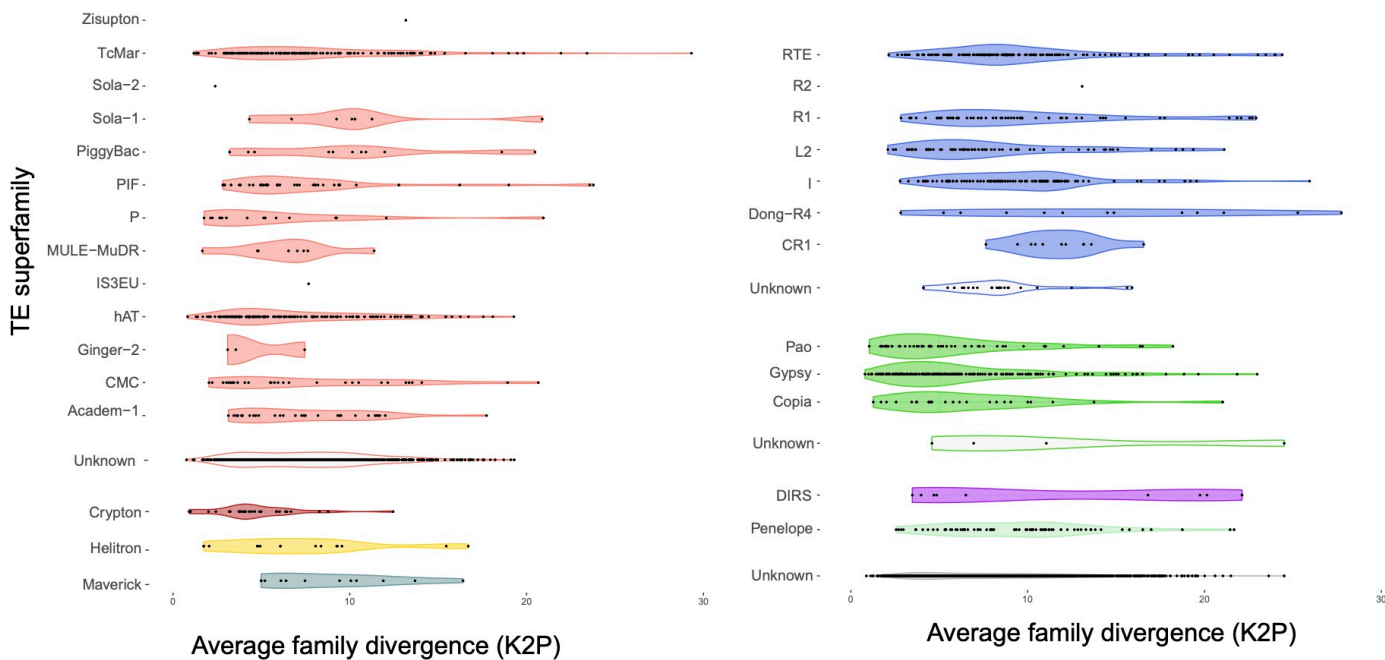 TE superfamily
Zisupton
TcMar
Sola−2
Sola−1
PiggyBac
PIF
P
MULE−MuDR
IS3EU
hAT
Ginger−2
CMC
Academ−1
Unknown
Crypton
Helitron
Maverick
0 10 20 30
Average family divergence (K2P)
RTE
R2
R1
L2
I
Dong−R4
CR1
Unknown
Pao
Gypsy
Copia
Unknown
DIRS
Penelope
Unknown
0 10 20 30
Average family divergence (K2P)